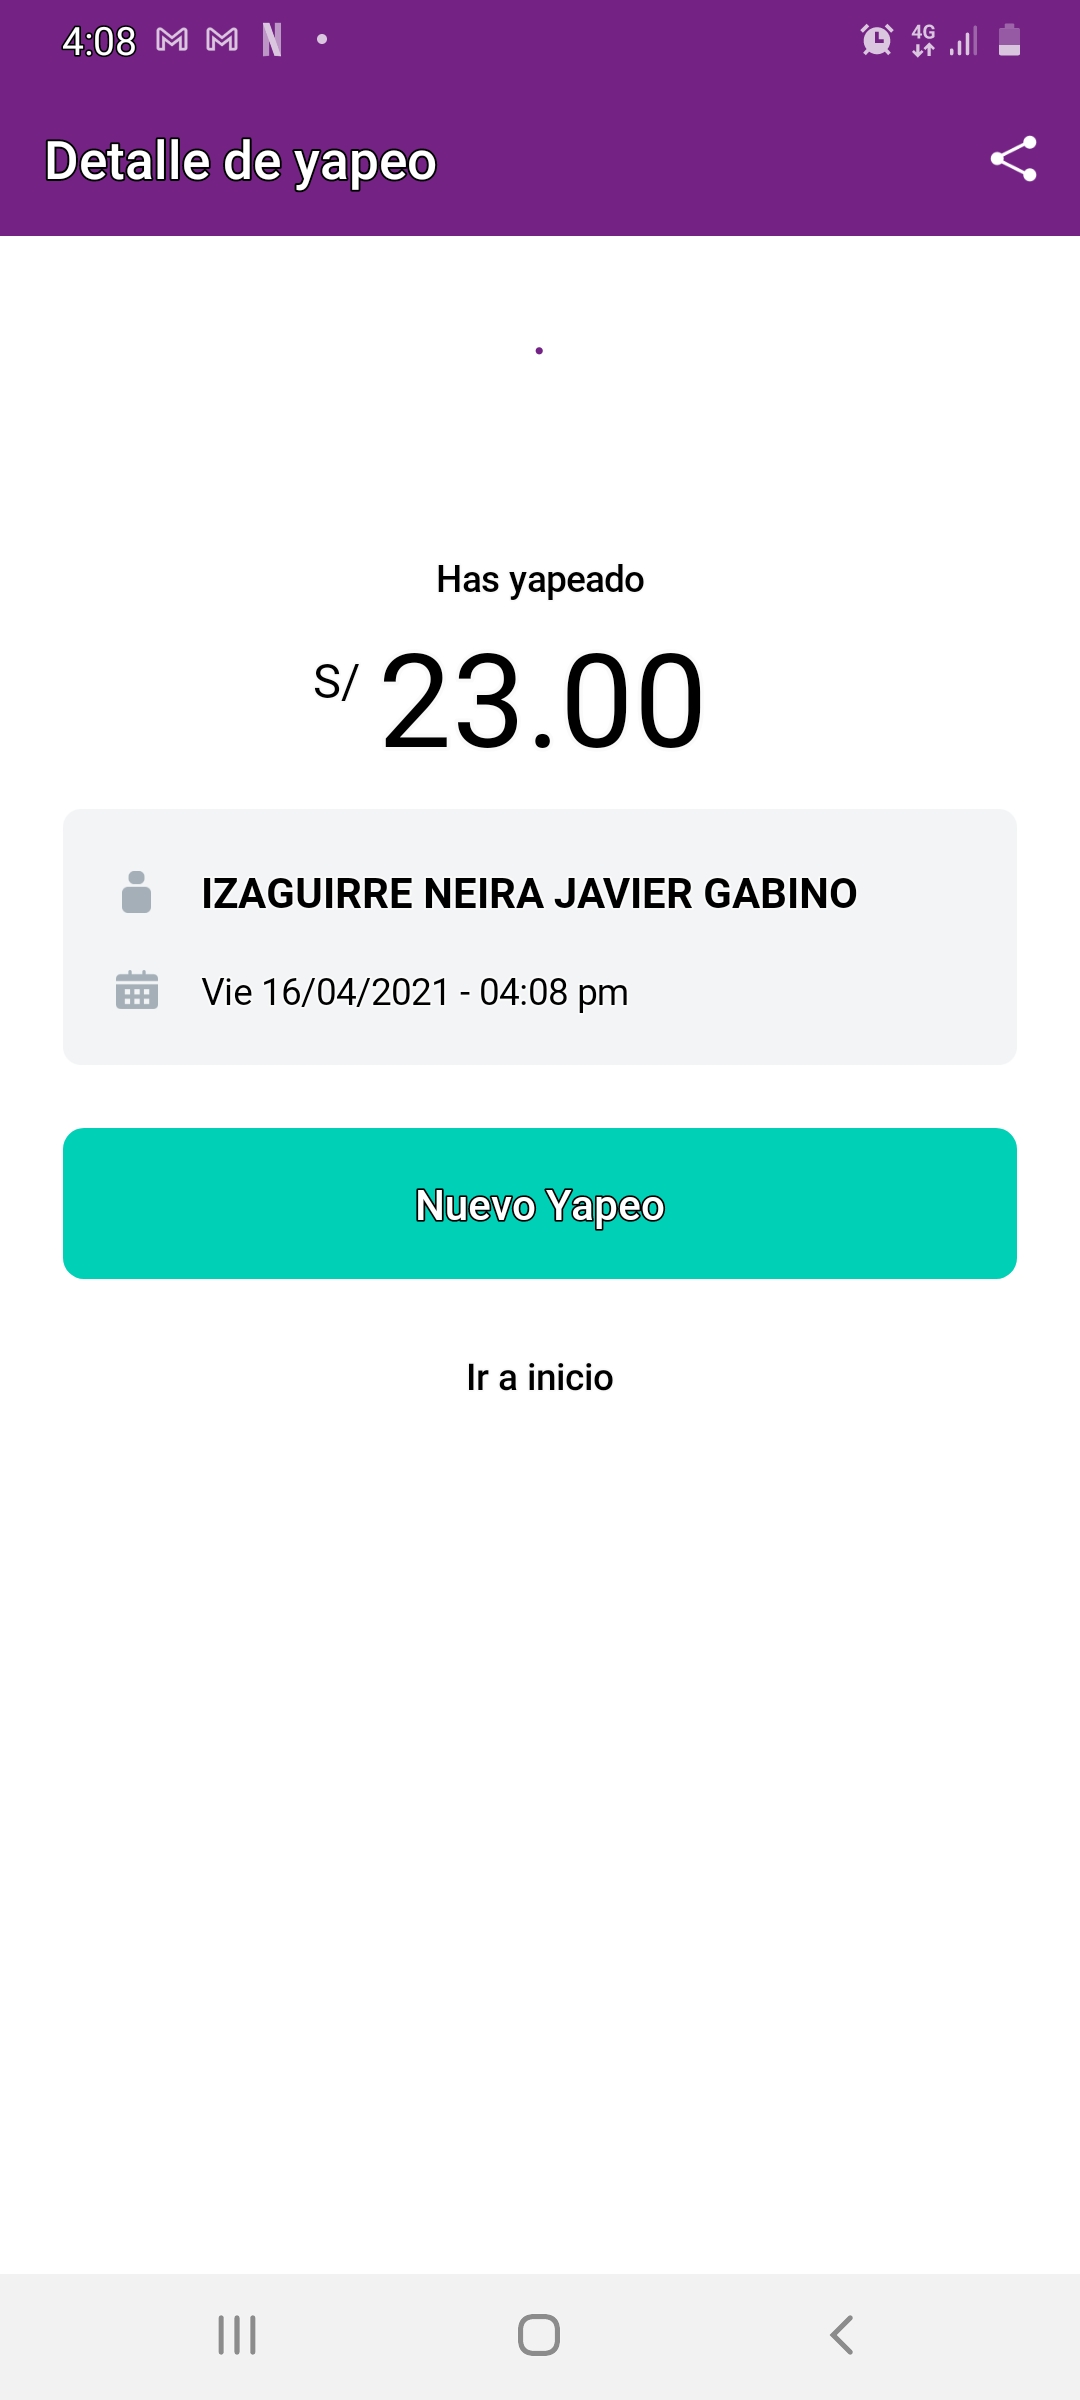 4:08
4G
Detalle de yapeo
Has yapeado
S/ 23.00
IZAGUIRRE NEIRA JAVIER GABINO
Vie 16/04/2021 - 04:08 pm
Nuevo Yapeo
Ir a inicio